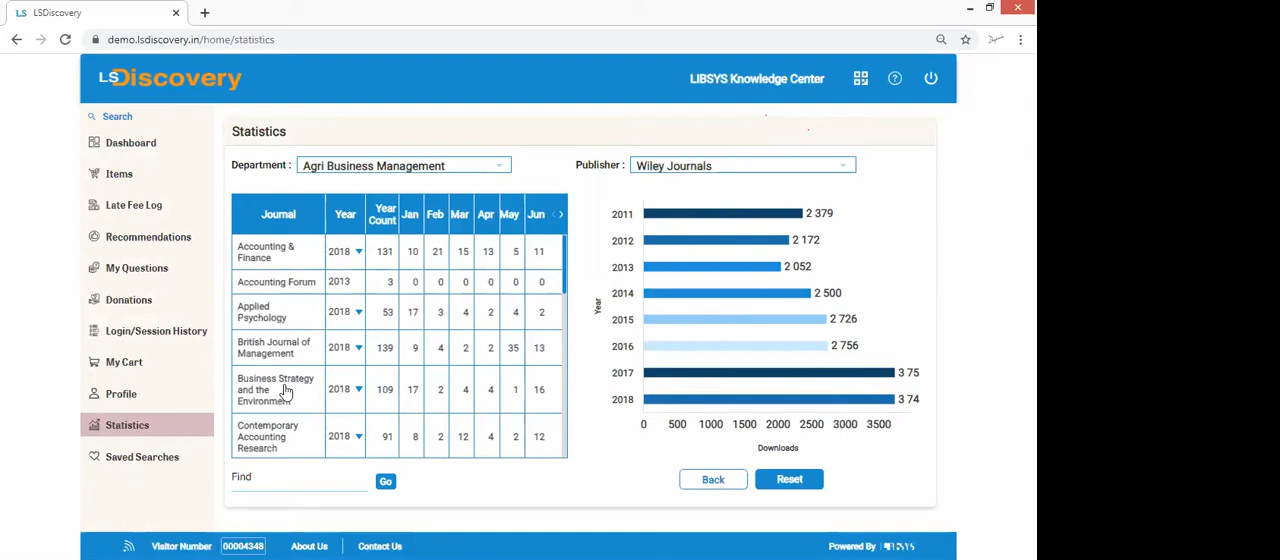 LS LSDiscovery
demo.lsdiscovery.in/home/statistics
LSDiscovery
LIBSYS Knowledge Center
Search
Dashboard
Items
Late Fee Log
Recommendations
My Questions
Donations
Login/Session History
My Cart
Profile
Statistics
Saved Searches
Statistics
Department : Agri Business Management
Publisher : Wiley Journals
Journal Year Year Count Jan Feb Mar Apr May Jun
Accounting & Finance 2018 131 10 21 15 13 5 11
Accounting Forum 2013 3 0 0 0 0 0 0
Applied Psychology 2018 53 17 3 4 2 4 2
British Journal of Management 2018 139 9 4 2 2 35 13
Business Strategy and the Environment 2018 109 17 2 4 4 1 16
Contemporary Accounting Research 2018 91 8 2 12 4 2 12
Find
Go
Year
2011 2 379
2012 2 172
2013 2 052
2014 2 500
2015 2 726
2016 2 756
2017 3 75
2018 3 74
0 500 1000 1500 2000 2500 3000 3500
Downloads
Back Reset
Visitor Number 00004348 About Us Contact Us
Powered By